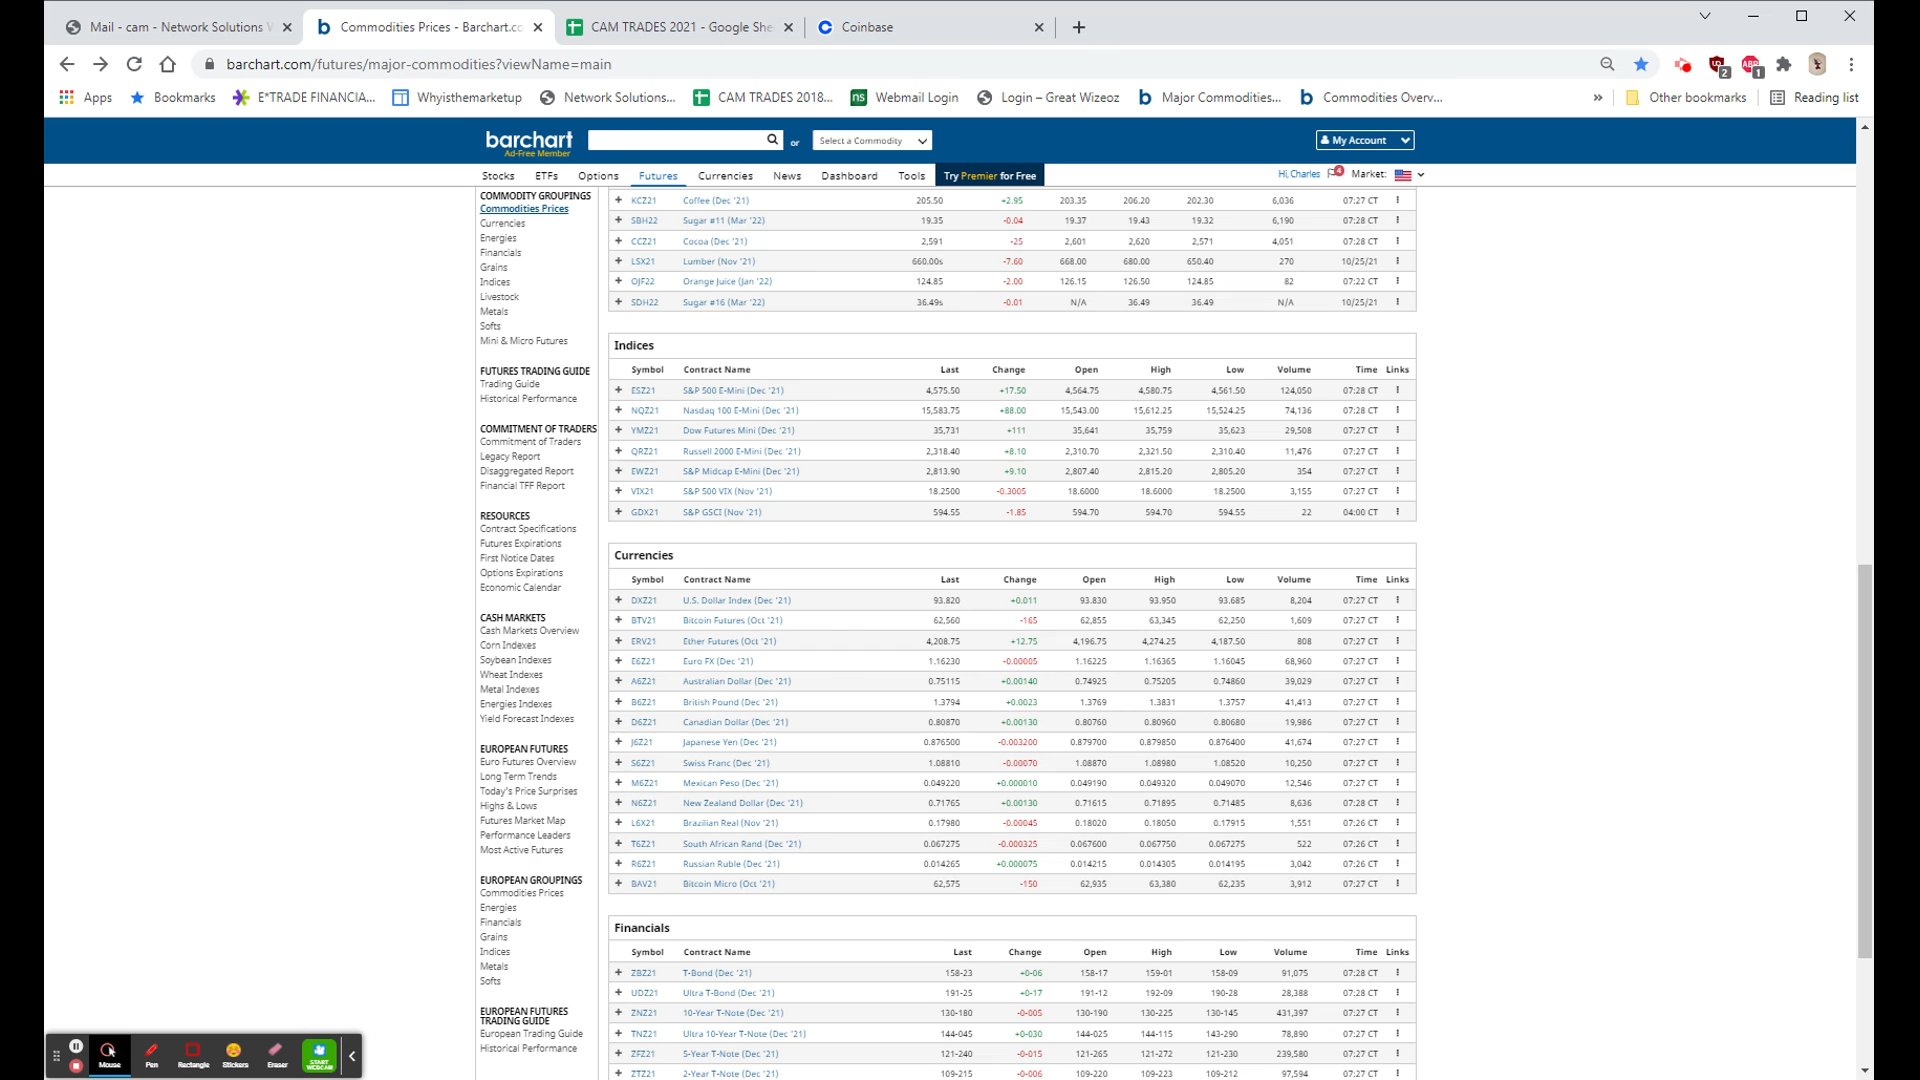 Mail - cam - Network Solutions W
Commodities Prices - Barchart.co
CAM TRADES 2021 - Google She
Coinbase
barchart.com/futures/major-commodities?viewName=main
Apps Bookmarks E*TRADE FINANCIA... Whyisthemarketup Network Solutions... CAM TRADES 2018... Webmail Login Login – Great Wizeoz Major Commodities... Commodities Overv... » Other bookmarks Reading list
barchart
Ad-Free Member
or
Select a Commodity
My Account
Stocks ETFs Options Futures Currencies News Dashboard Tools Try Premier for Free
Hi, Charles 4 Market:
COMMODITY GROUPINGS
Commodities Prices
Currencies
Energies
Financials
Grains
Indices
Livestock
Metals
Softs
Mini & Micro Futures
FUTURES TRADING GUIDE
Trading Guide
Historical Performance
COMMITMENT OF TRADERS
Commitment of Traders
Legacy Report
Disaggregated Report
Financial TFF Report
RESOURCES
Contract Specifications
Futures Expirations
First Notice Dates
Options Expirations
Economic Calendar
CASH MARKETS
Cash Markets Overview
Corn Indexes
Soybean Indexes
Wheat Indexes
Metal Indexes
Energies Indexes
Yield Forecast Indexes
EUROPEAN FUTURES
Euro Futures Overview
Long Term Trends
Today's Price Surprises
Highs & Lows
Futures Market Map
Performance Leaders
Most Active Futures
EUROPEAN GROUPINGS
Commodities Prices
Energies
Financials
Grains
Indices
Metals
Softs
EUROPEAN FUTURES
TRADING GUIDE
European Trading Guide
Historical Performance
KCZ21 Coffee (Dec '21) 205.50 +2.95 203.35 206.20 202.30 6,036 07:27 CT
SBH22 Sugar #11 (Mar '22) 19.35 -0.04 19.37 19.43 19.32 6,190 07:28 CT
CCZ21 Cocoa (Dec '21) 2,591 -25 2,601 2,620 2,571 4,051 07:28 CT
LSX21 Lumber (Nov '21) 660.00s -7.60 668.00 680.00 650.40 270 10/25/21
OJF22 Orange Juice (Jan '22) 124.85 -2.00 126.15 126.50 124.85 82 07:22 CT
SDH22 Sugar #16 (Mar '22) 36.49s -0.01 N/A 36.49 36.49 N/A 10/25/21
Indices
Symbol Contract Name Last Change Open High Low Volume Time Links
ESZ21 S&P 500 E-Mini (Dec '21) 4,575.50 +17.50 4,564.75 4,580.75 4,561.50 124,050 07:28 CT
NQZ21 Nasdaq 100 E-Mini (Dec '21) 15,583.75 +88.00 15,543.00 15,612.25 15,524.25 74,136 07:28 CT
YMZ21 Dow Futures Mini (Dec '21) 35,731 +111 35,641 35,759 35,623 29,508 07:27 CT
QRZ21 Russell 2000 E-Mini (Dec '21) 2,318.40 +8.10 2,310.70 2,321.50 2,310.40 11,476 07:27 CT
EWZ21 S&P Midcap E-Mini (Dec '21) 2,813.90 +9.10 2,807.40 2,815.20 2,805.20 354 07:27 CT
VIX21 S&P 500 VIX (Nov '21) 18.2500 -0.3005 18.6000 18.6000 18.2500 3,155 07:27 CT
GDX21 S&P GSCI (Nov '21) 594.55 -1.85 594.70 594.70 594.55 22 04:00 CT
Currencies
Symbol Contract Name Last Change Open High Low Volume Time Links
DXZ21 U.S. Dollar Index (Dec '21) 93.820 +0.011 93.830 93.950 93.685 8,204 07:27 CT
BTV21 Bitcoin Futures (Oct '21) 62,560 -165 62,855 63,345 62,250 1,609 07:27 CT
ERV21 Ether Futures (Oct '21) 4,208.75 +12.75 4,196.75 4,274.25 4,187.50 808 07:27 CT
E6Z21 Euro FX (Dec '21) 1.16230 -0.00005 1.16225 1.16365 1.16045 68,960 07:27 CT
A6Z21 Australian Dollar (Dec '21) 0.75115 +0.00140 0.74925 0.75205 0.74860 39,029 07:27 CT
B6Z21 British Pound (Dec '21) 1.3794 +0.0023 1.3769 1.3831 1.3757 41,413 07:27 CT
D6Z21 Canadian Dollar (Dec '21) 0.80870 +0.00130 0.80760 0.80960 0.80680 19,986 07:27 CT
J6Z21 Japanese Yen (Dec '21) 0.876500 -0.003200 0.879700 0.879850 0.876400 41,674 07:27 CT
S6Z21 Swiss Franc (Dec '21) 1.08810 -0.00070 1.08870 1.08980 1.08520 10,250 07:27 CT
M6Z21 Mexican Peso (Dec '21) 0.049220 +0.000010 0.049190 0.049320 0.049070 12,546 07:27 CT
N6Z21 New Zealand Dollar (Dec '21) 0.71765 +0.00130 0.71615 0.71895 0.71485 8,636 07:28 CT
L6X21 Brazilian Real (Nov '21) 0.17980 -0.00045 0.18020 0.18050 0.17915 1,551 07:26 CT
T6Z21 South African Rand (Dec '21) 0.067275 -0.000325 0.067600 0.067750 0.067275 522 07:26 CT
R6Z21 Russian Ruble (Dec '21) 0.014265 +0.000075 0.014215 0.014305 0.014195 3,042 07:26 CT
BAV21 Bitcoin Micro (Oct '21) 62,575 -150 62,935 63,380 62,235 3,912 07:27 CT
Financials
Symbol Contract Name Last Change Open High Low Volume Time Links
ZBZ21 T-Bond (Dec '21) 158-23 +0-06 158-17 159-01 158-09 91,075 07:28 CT
UDZ21 Ultra T-Bond (Dec '21) 191-25 +0-17 191-12 192-09 190-28 28,388 07:28 CT
ZNZ21 10-Year T-Note (Dec '21) 130-180 -0-005 130-190 130-225 130-145 431,397 07:27 CT
TNZ21 Ultra 10-Year T-Note (Dec '21) 144-045 +0-030 144-025 144-115 143-290 78,890 07:27 CT
ZFZ21 5-Year T-Note (Dec '21) 121-240 -0-015 121-265 121-272 121-230 239,580 07:27 CT
ZTZ21 2-Year T-Note (Dec '21) 109-215 -0-006 109-220 109-223 109-212 97,594 07:27 CT
Mouse Pen Rectangle Stickers Eraser START WEBCAM